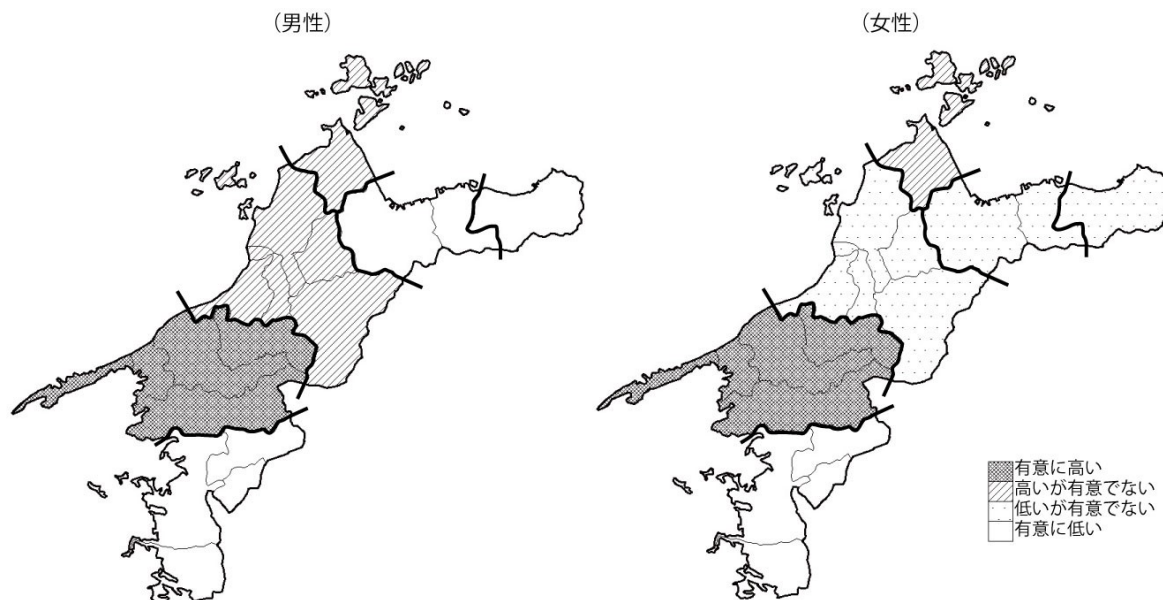 （男性）
（女性）
有意に高い
高いが有意でない
低いが有意でない
有意に低い